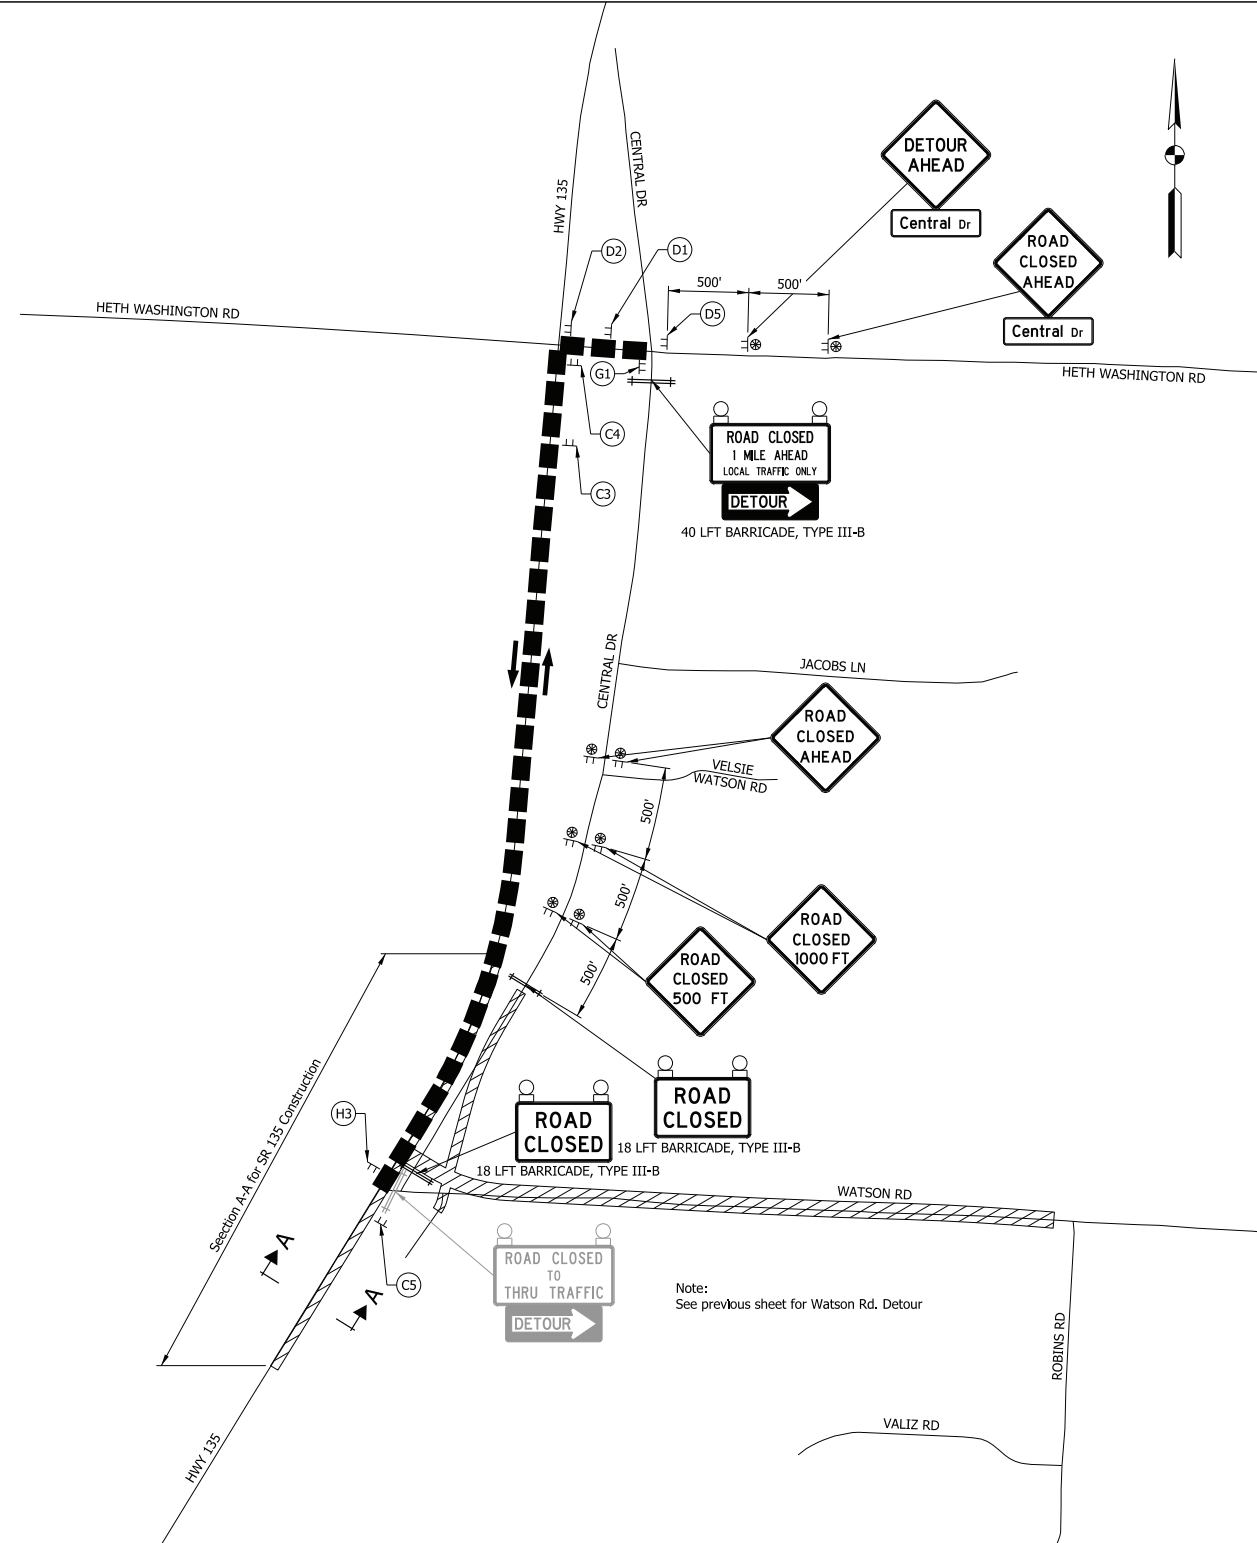 CENTRAL DR
HWY 135
DETOUR
AHEAD
Central Dr
ROAD
CLOSED
AHEAD
Central Dr
D2
D1
500'
500'
D5
HETH WASHINGTON RD
HETH WASHINGTON RD
G1
C4
C3
ROAD CLOSED
1 MILE AHEAD
LOCAL TRAFFIC ONLY
DETOUR
40 LFT BARRICADE, TYPE III-B
CENTRAL DR
JACOBS LN
ROAD
CLOSED
AHEAD
VELSIE
WATSON RD
500'
500'
500'
ROAD
CLOSED
1000 FT
ROAD
CLOSED
500 FT
Seection A-A for SR 135 Construction
ROAD
CLOSED
18 LFT BARRICADE, TYPE III-B
ROAD
CLOSED
18 LFT BARRICADE, TYPE III-B
H3
WATSON RD
A
A
C5
ROAD CLOSED
TO
THRU TRAFFIC
DETOUR
Note:
See previous sheet for Watson Rd. Detour
ROBINS RD
VALIZ RD
HWY 135